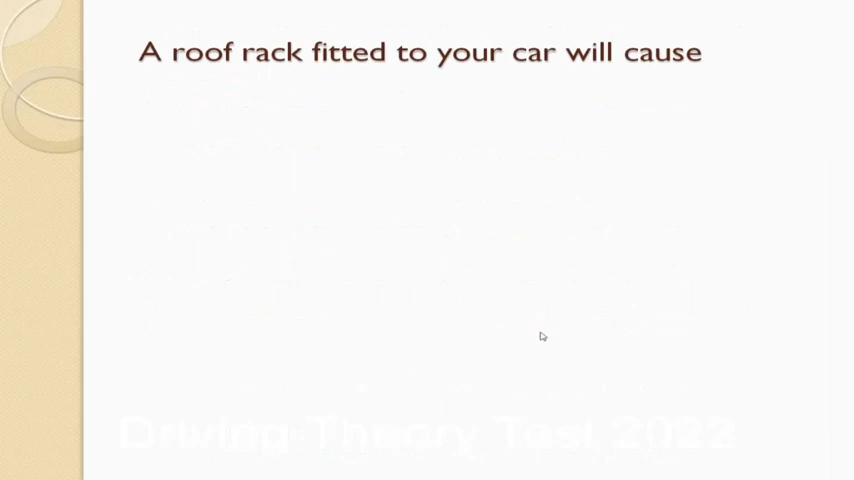 A roof rack fitted to your car will cause
Driving Theory Test 2022